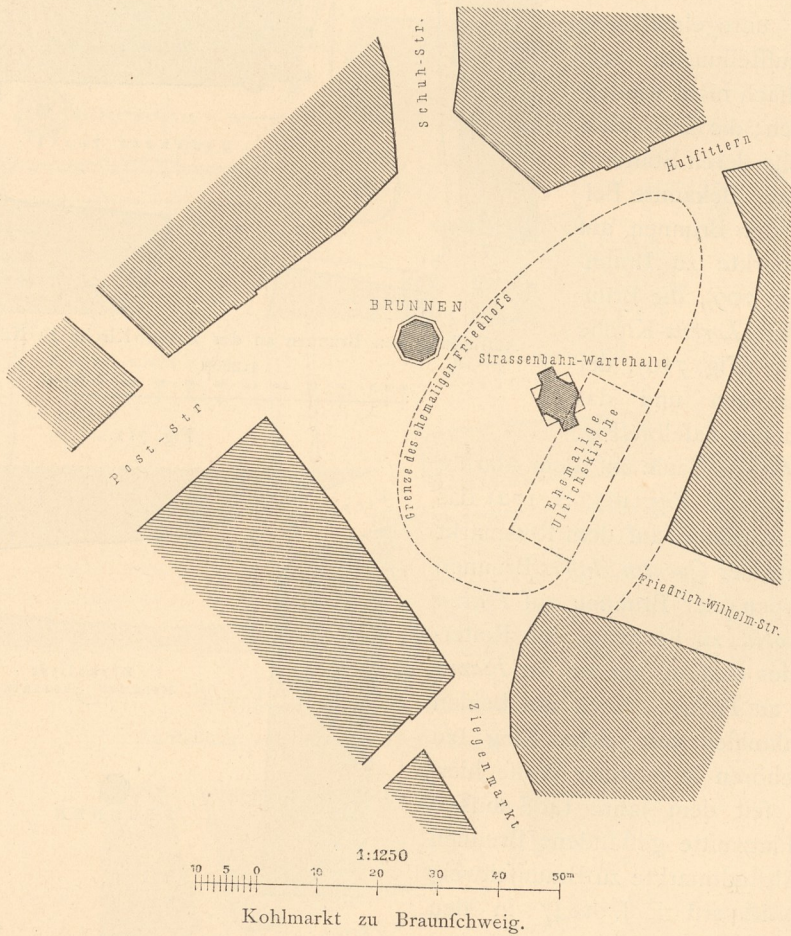 Schuh-Str.
Hutfiltern
BRUNNEN
Grenze des ehemaligen Friedhofs
Strassenbahn-Wartehalle
Ehemalige
Ulrichskirche
Post-Str
Friedrich-Wilhelm-Str.
Ziegenmarkt
1:1250
10 5 0 10 20 30 40 50m
Kohlmarkt zu Braunſchweig.